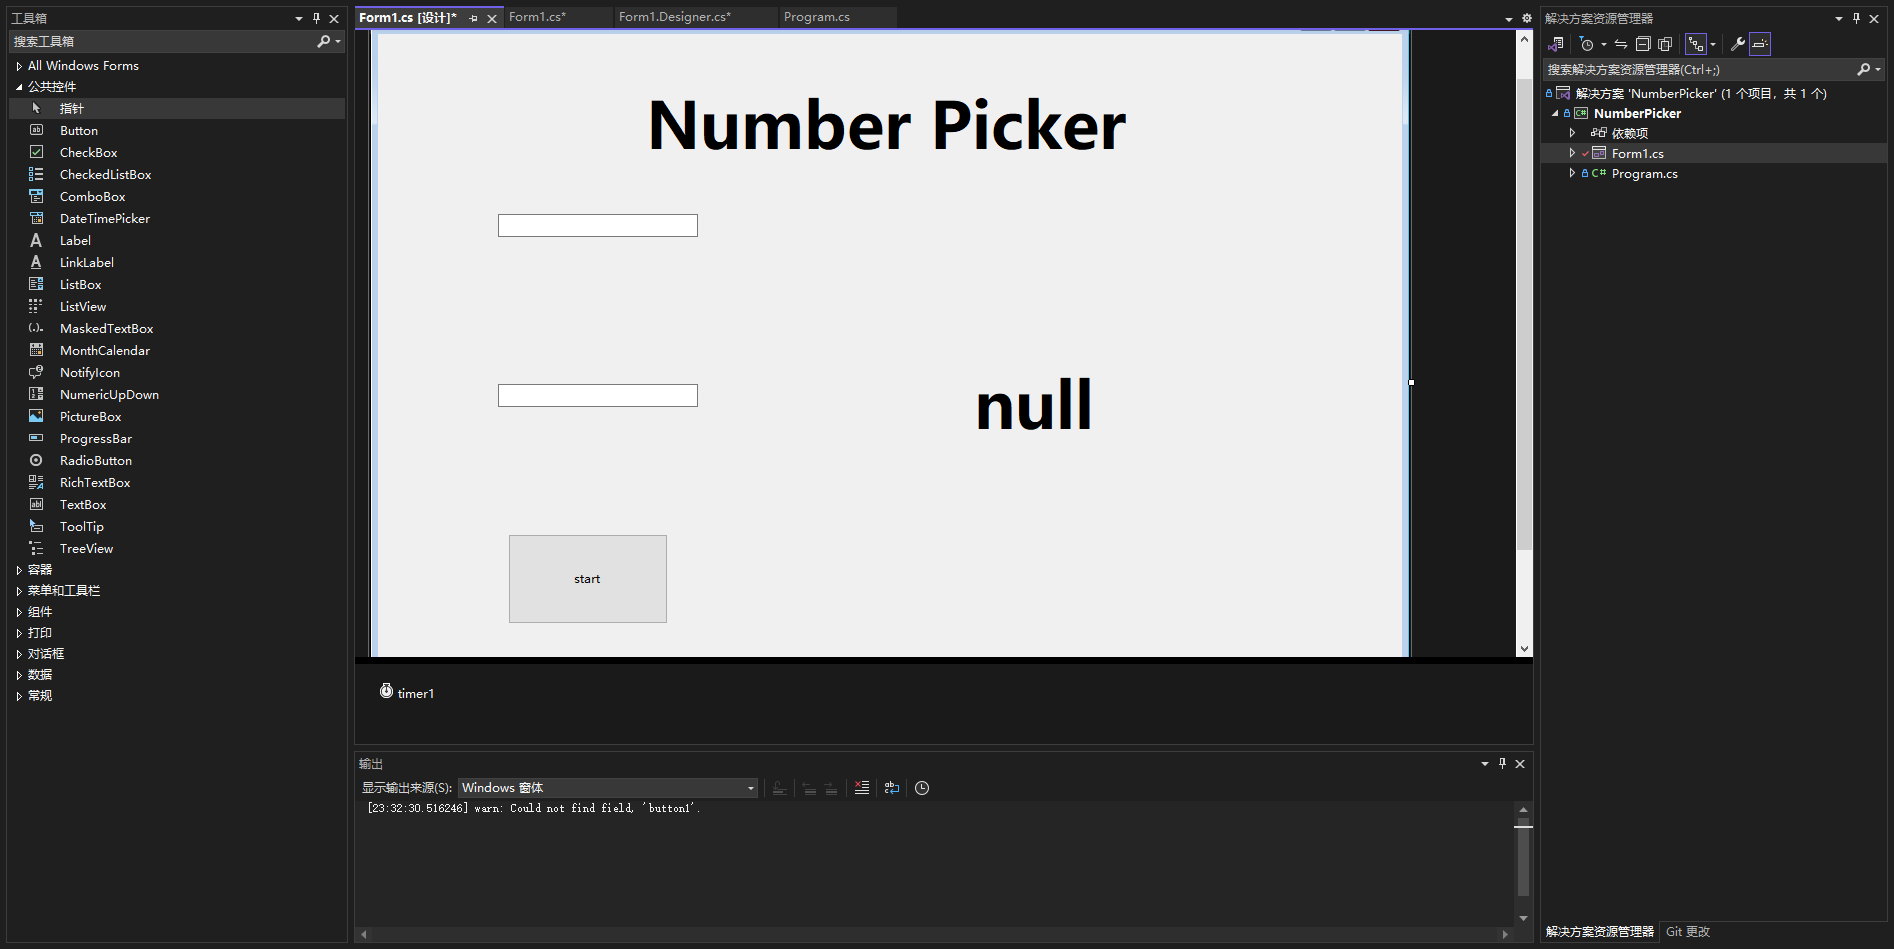 工具箱
搜索工具箱
All Windows Forms
公共控件
指针
Button
CheckBox
CheckedListBox
ComboBox
DateTimePicker
Label
LinkLabel
ListBox
ListView
MaskedTextBox
MonthCalendar
NotifyIcon
NumericUpDown
PictureBox
ProgressBar
RadioButton
RichTextBox
TextBox
ToolTip
TreeView
容器
菜单和工具栏
组件
打印
对话框
数据
常规
Form1.cs [设计]*
Form1.cs*
Form1.Designer.cs*
Program.cs
Number Picker
null
start
timer1
输出
显示输出来源(S):
Windows 窗体
[23:32:30.516246] warn: Could not find field, 'button1'.
解决方案资源管理器
搜索解决方案资源管理器(Ctrl+;)
解决方案 'NumberPicker' (1 个项目，共 1 个)
NumberPicker
依赖项
Form1.cs
Program.cs
解决方案资源管理器
Git 更改